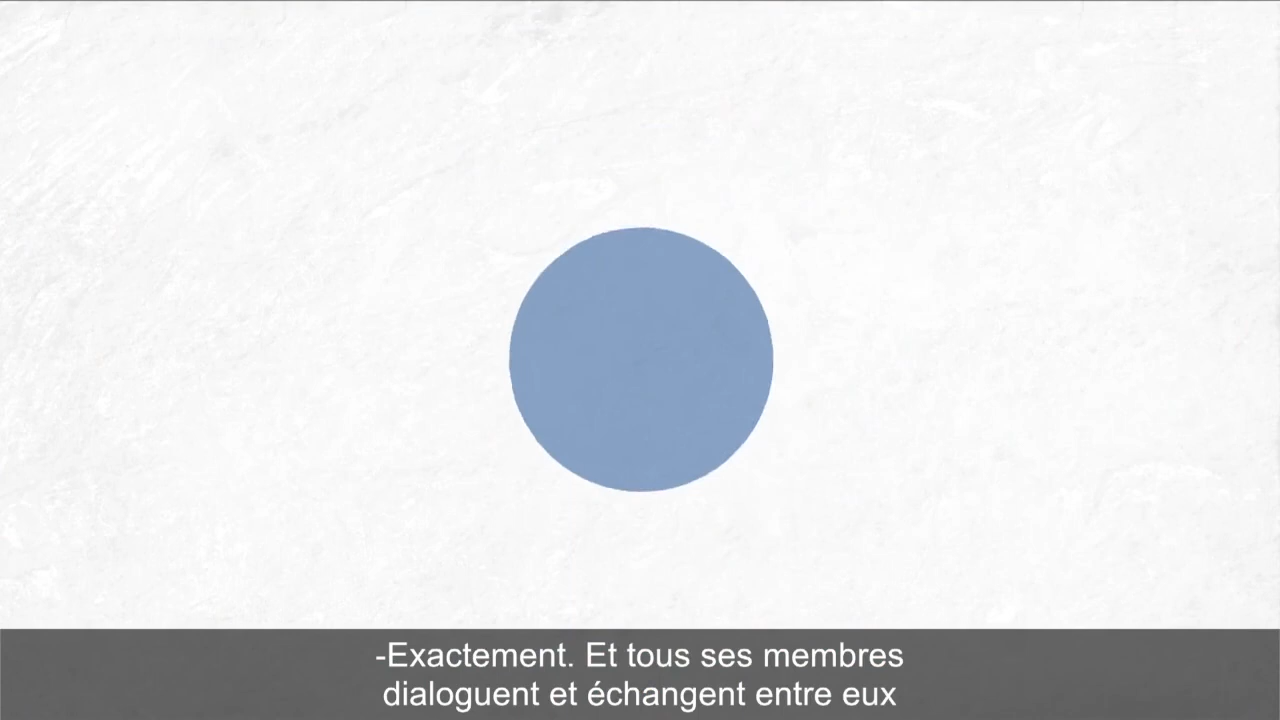 -Exactement. Et tous ses membres
dialoguent et échangent entre eux